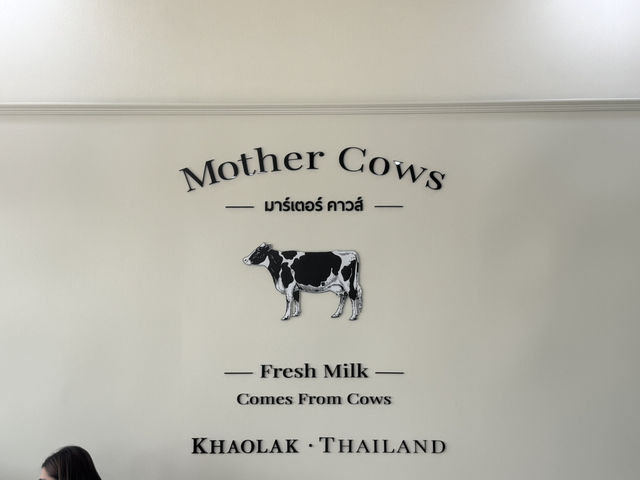 Mother Cows
มาร์เตอร์ คาวส์
Fresh Milk
Comes From Cows
KHAOLAK · THAILAND